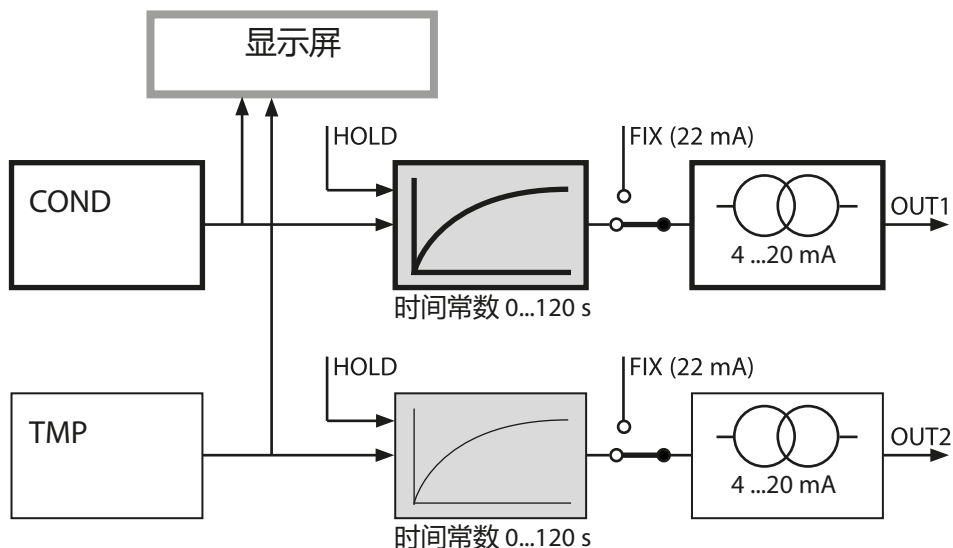 显示屏
HOLD
FIX (22 mA)
COND
OUT1
4 ...20 mA
时间常数 0...120 s
HOLD
FIX (22 mA)
TMP
OUT2
4 ...20 mA
时间常数 0...120 s